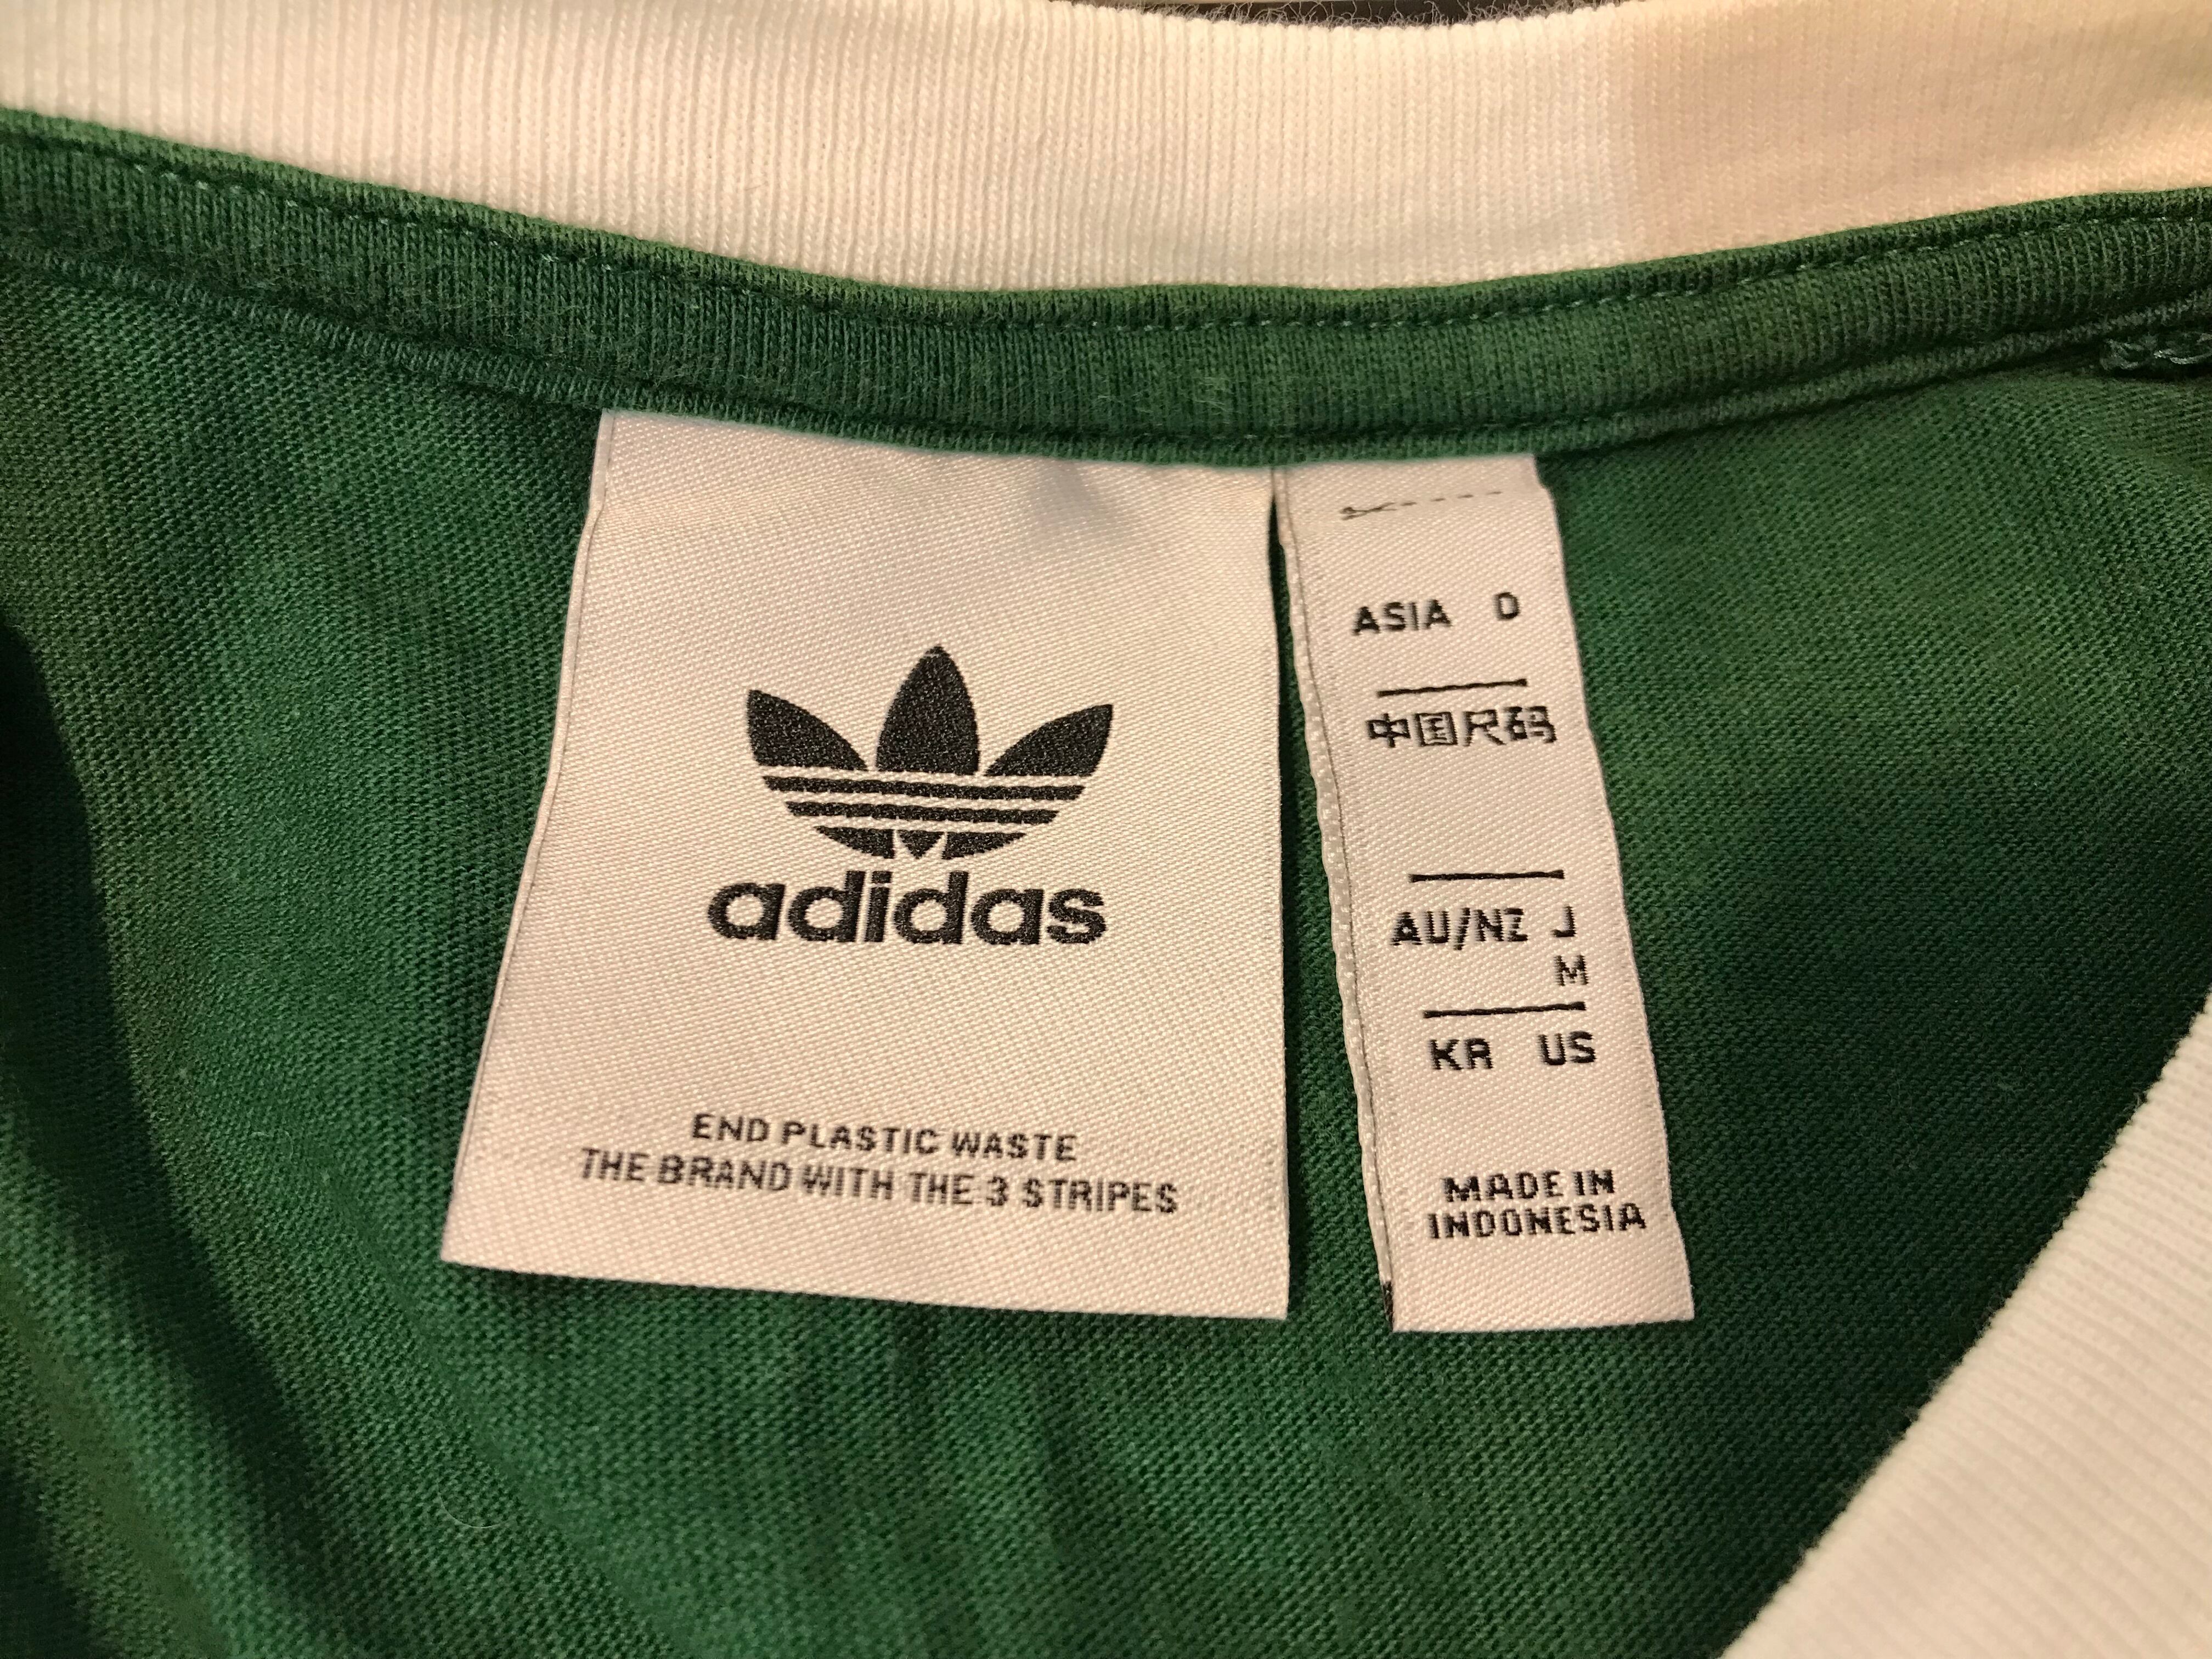 adidas
END PLASTIC WASTE
THE BRAND WITH THE 3 STRIPES
ASIA D
中国尺码
AU/NZ J
M
KR US
MADE IN
INDONESIA